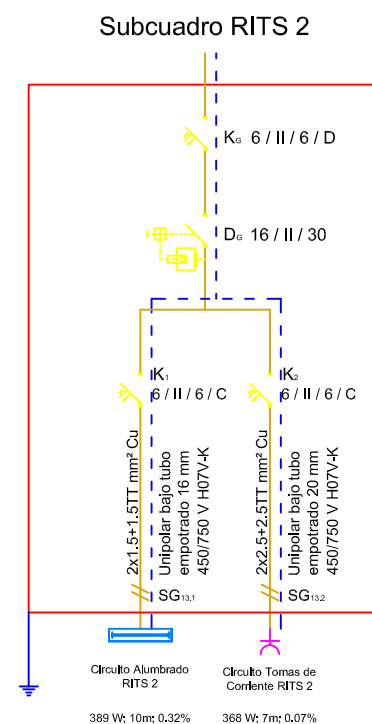 Subcuadro RITS 2
KG 6 / II / 6 / D
DG 16 / II / 30
K1
6 / II / 6 / C
K2
6 / II / 6 / C
2x1.5+1.5TT mm² Cu
Unipolar bajo tubo
empotrado 16 mm
450/750 V H07V-K
2x2.5+2.5TT mm² Cu
Unipolar bajo tubo
empotrado 20 mm
450/750 V H07V-K
SG13.1
SG13.2
Circuito Alumbrado
RITS 2
Circuito Tomas de
Corriente RITS 2
389 W; 10m; 0.32%
368 W; 7m; 0.07%